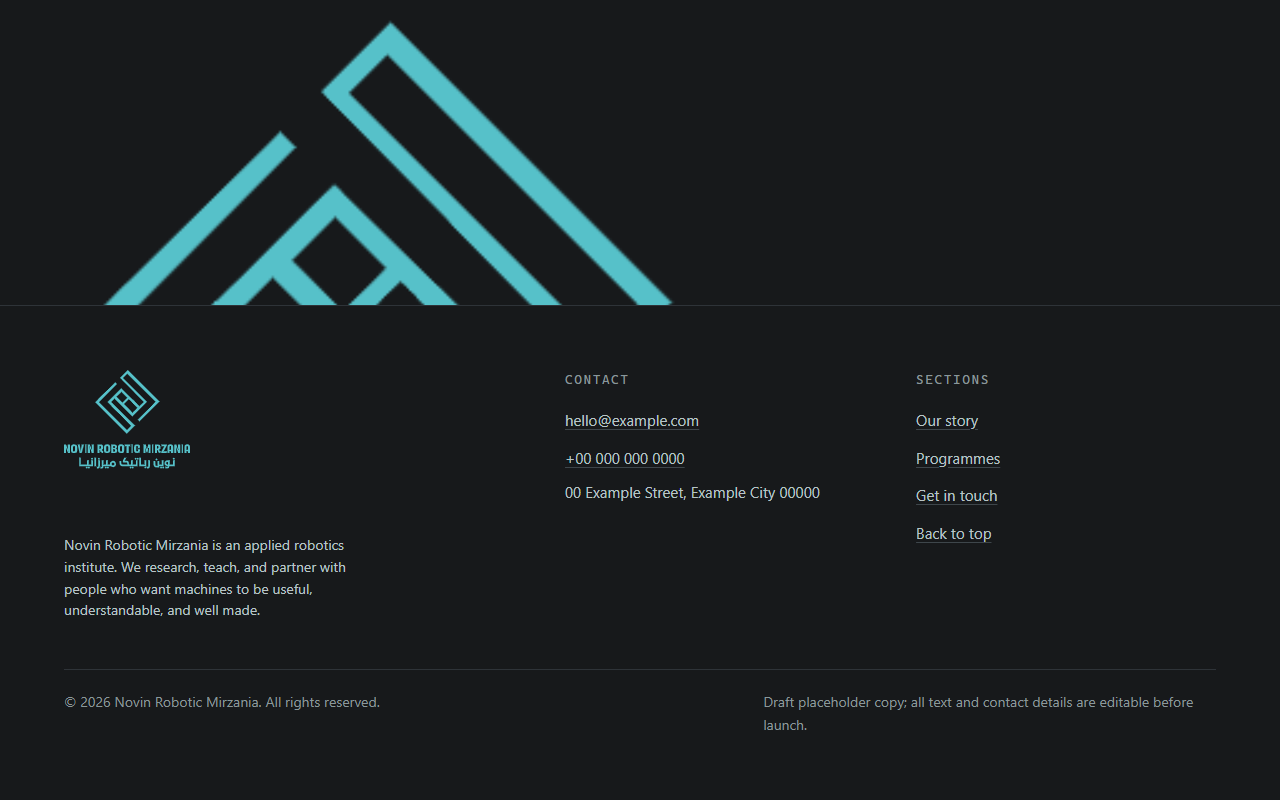 NOVIN ROBOTIC MIRZANIA
نوین رباتیک میرزانیا
Novin Robotic Mirzania is an applied robotics
institute. We research, teach, and partner with
people who want machines to be useful,
understandable, and well made.
CONTACT
hello@example.com
+00 000 000 0000
00 Example Street, Example City 00000
SECTIONS
Our story
Programmes
Get in touch
Back to top
© 2026 Novin Robotic Mirzania. All rights reserved.
Draft placeholder copy; all text and contact details are editable before
launch.